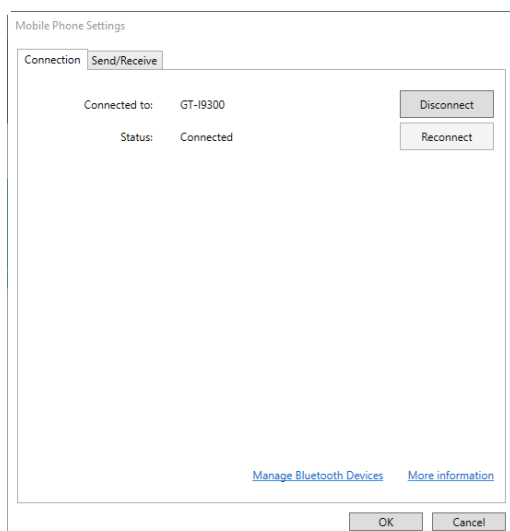 Mobile Phone Settings
Connection Send/Receive
Connected to: GT-I9300 Disconnect
Status: Connected Reconnect
Manage Bluetooth Devices More information
OK Cancel